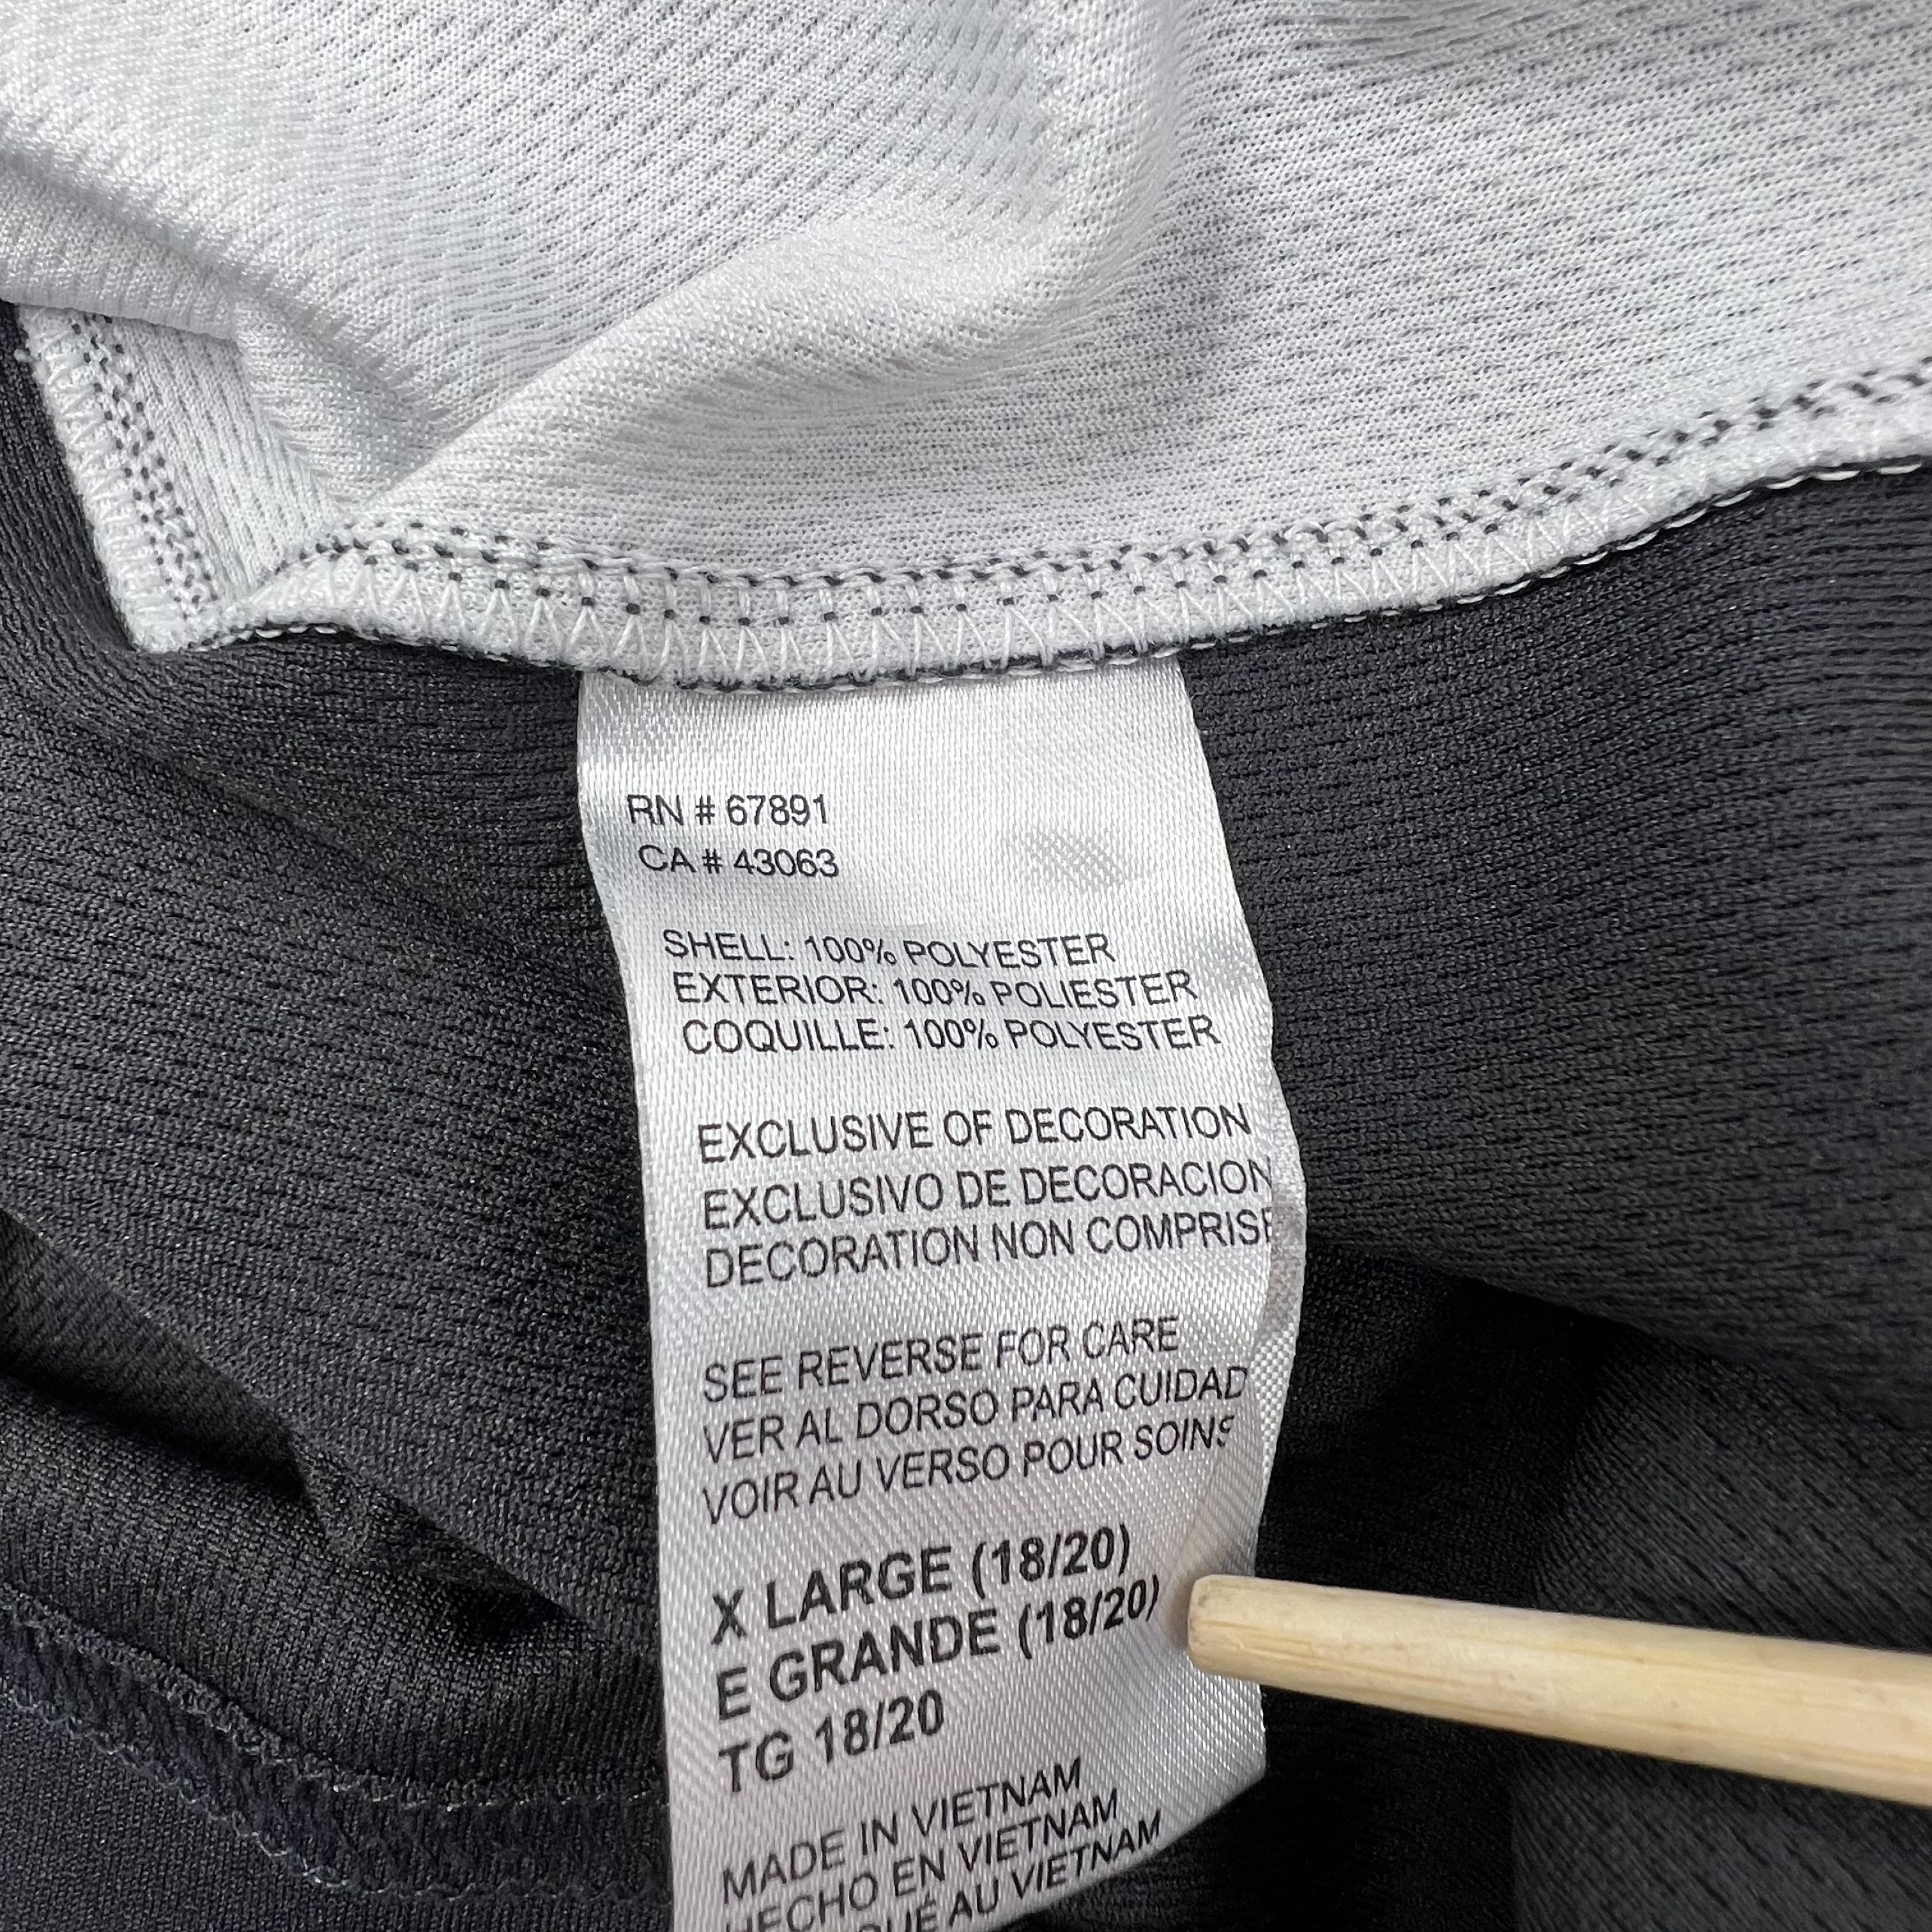 RN # 67891
CA # 43063
SHELL: 100% POLYESTER
EXTERIOR: 100% POLIESTER
COQUILLE: 100% POLYESTER
EXCLUSIVE OF DECORATION
EXCLUSIVO DE DECORACION
DECORATION NON COMPRISE
SEE REVERSE FOR CARE
VER AL DORSO PARA CUIDAD
VOIR AU VERSO POUR SOINS
X LARGE (18/20)
E GRANDE (18/20)
TG 18/20
MADE IN VIETNAM
HECHO EN VIETNAM
AU VIETNAM